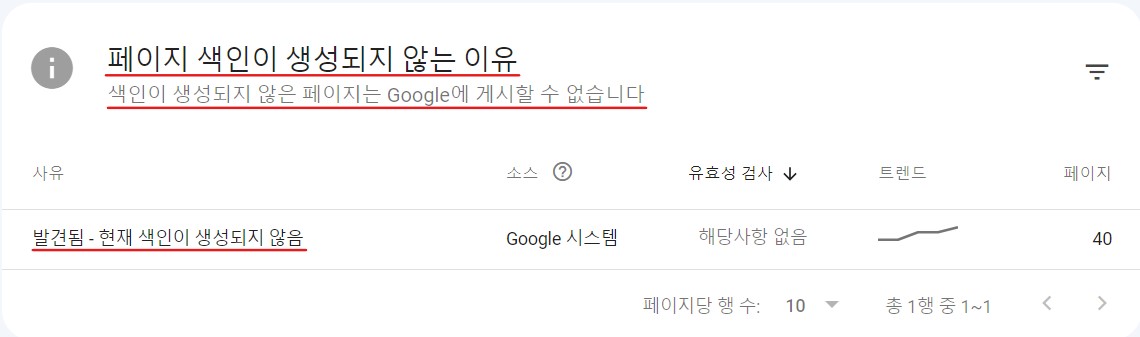 페이지 색인이 생성되지 않는 이유
색인이 생성되지 않은 페이지는 Google에 게시할 수 없습니다
사유 소스 유효성 검사 트렌드 페이지
발견됨 - 현재 색인이 생성되지 않음 Google 시스템 해당사항 없음 40
페이지당 행 수: 10 총 1행 중 1~1